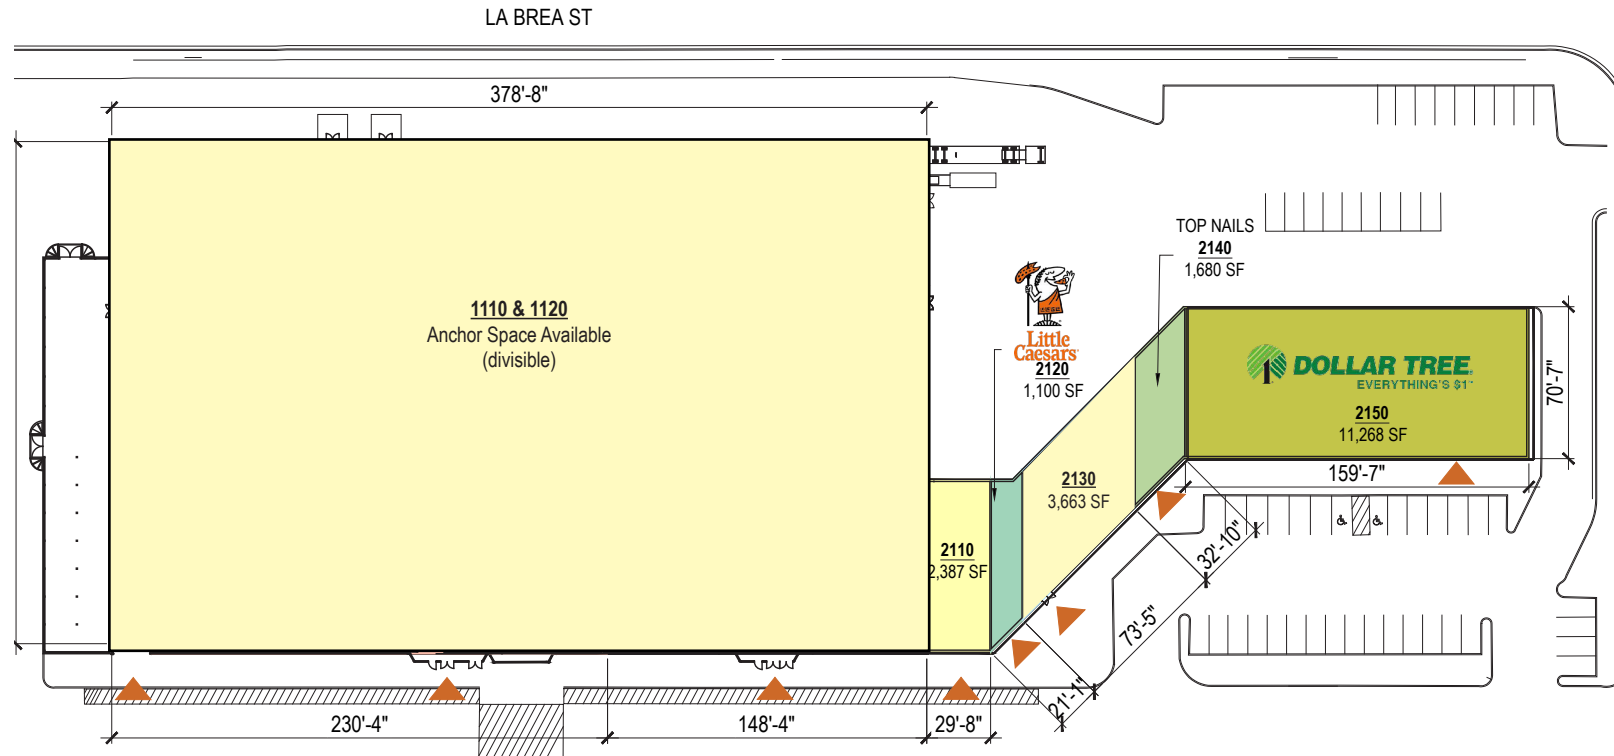 LA BREA ST
378'-8"
TOP NAILS
2140
1,680 SF
1110 & 1120
Anchor Space Available
(divisible)
Little
Caesars
2120
1,100 SF
DOLLAR TREE
EVERYTHING'S $1
2150
11,268 SF
70'-7"
159'-7"
2130
3,663 SF
2110
2,387 SF
32'-10"
73'-5"
21'-1"
230'-4"
148'-4"
29'-8"